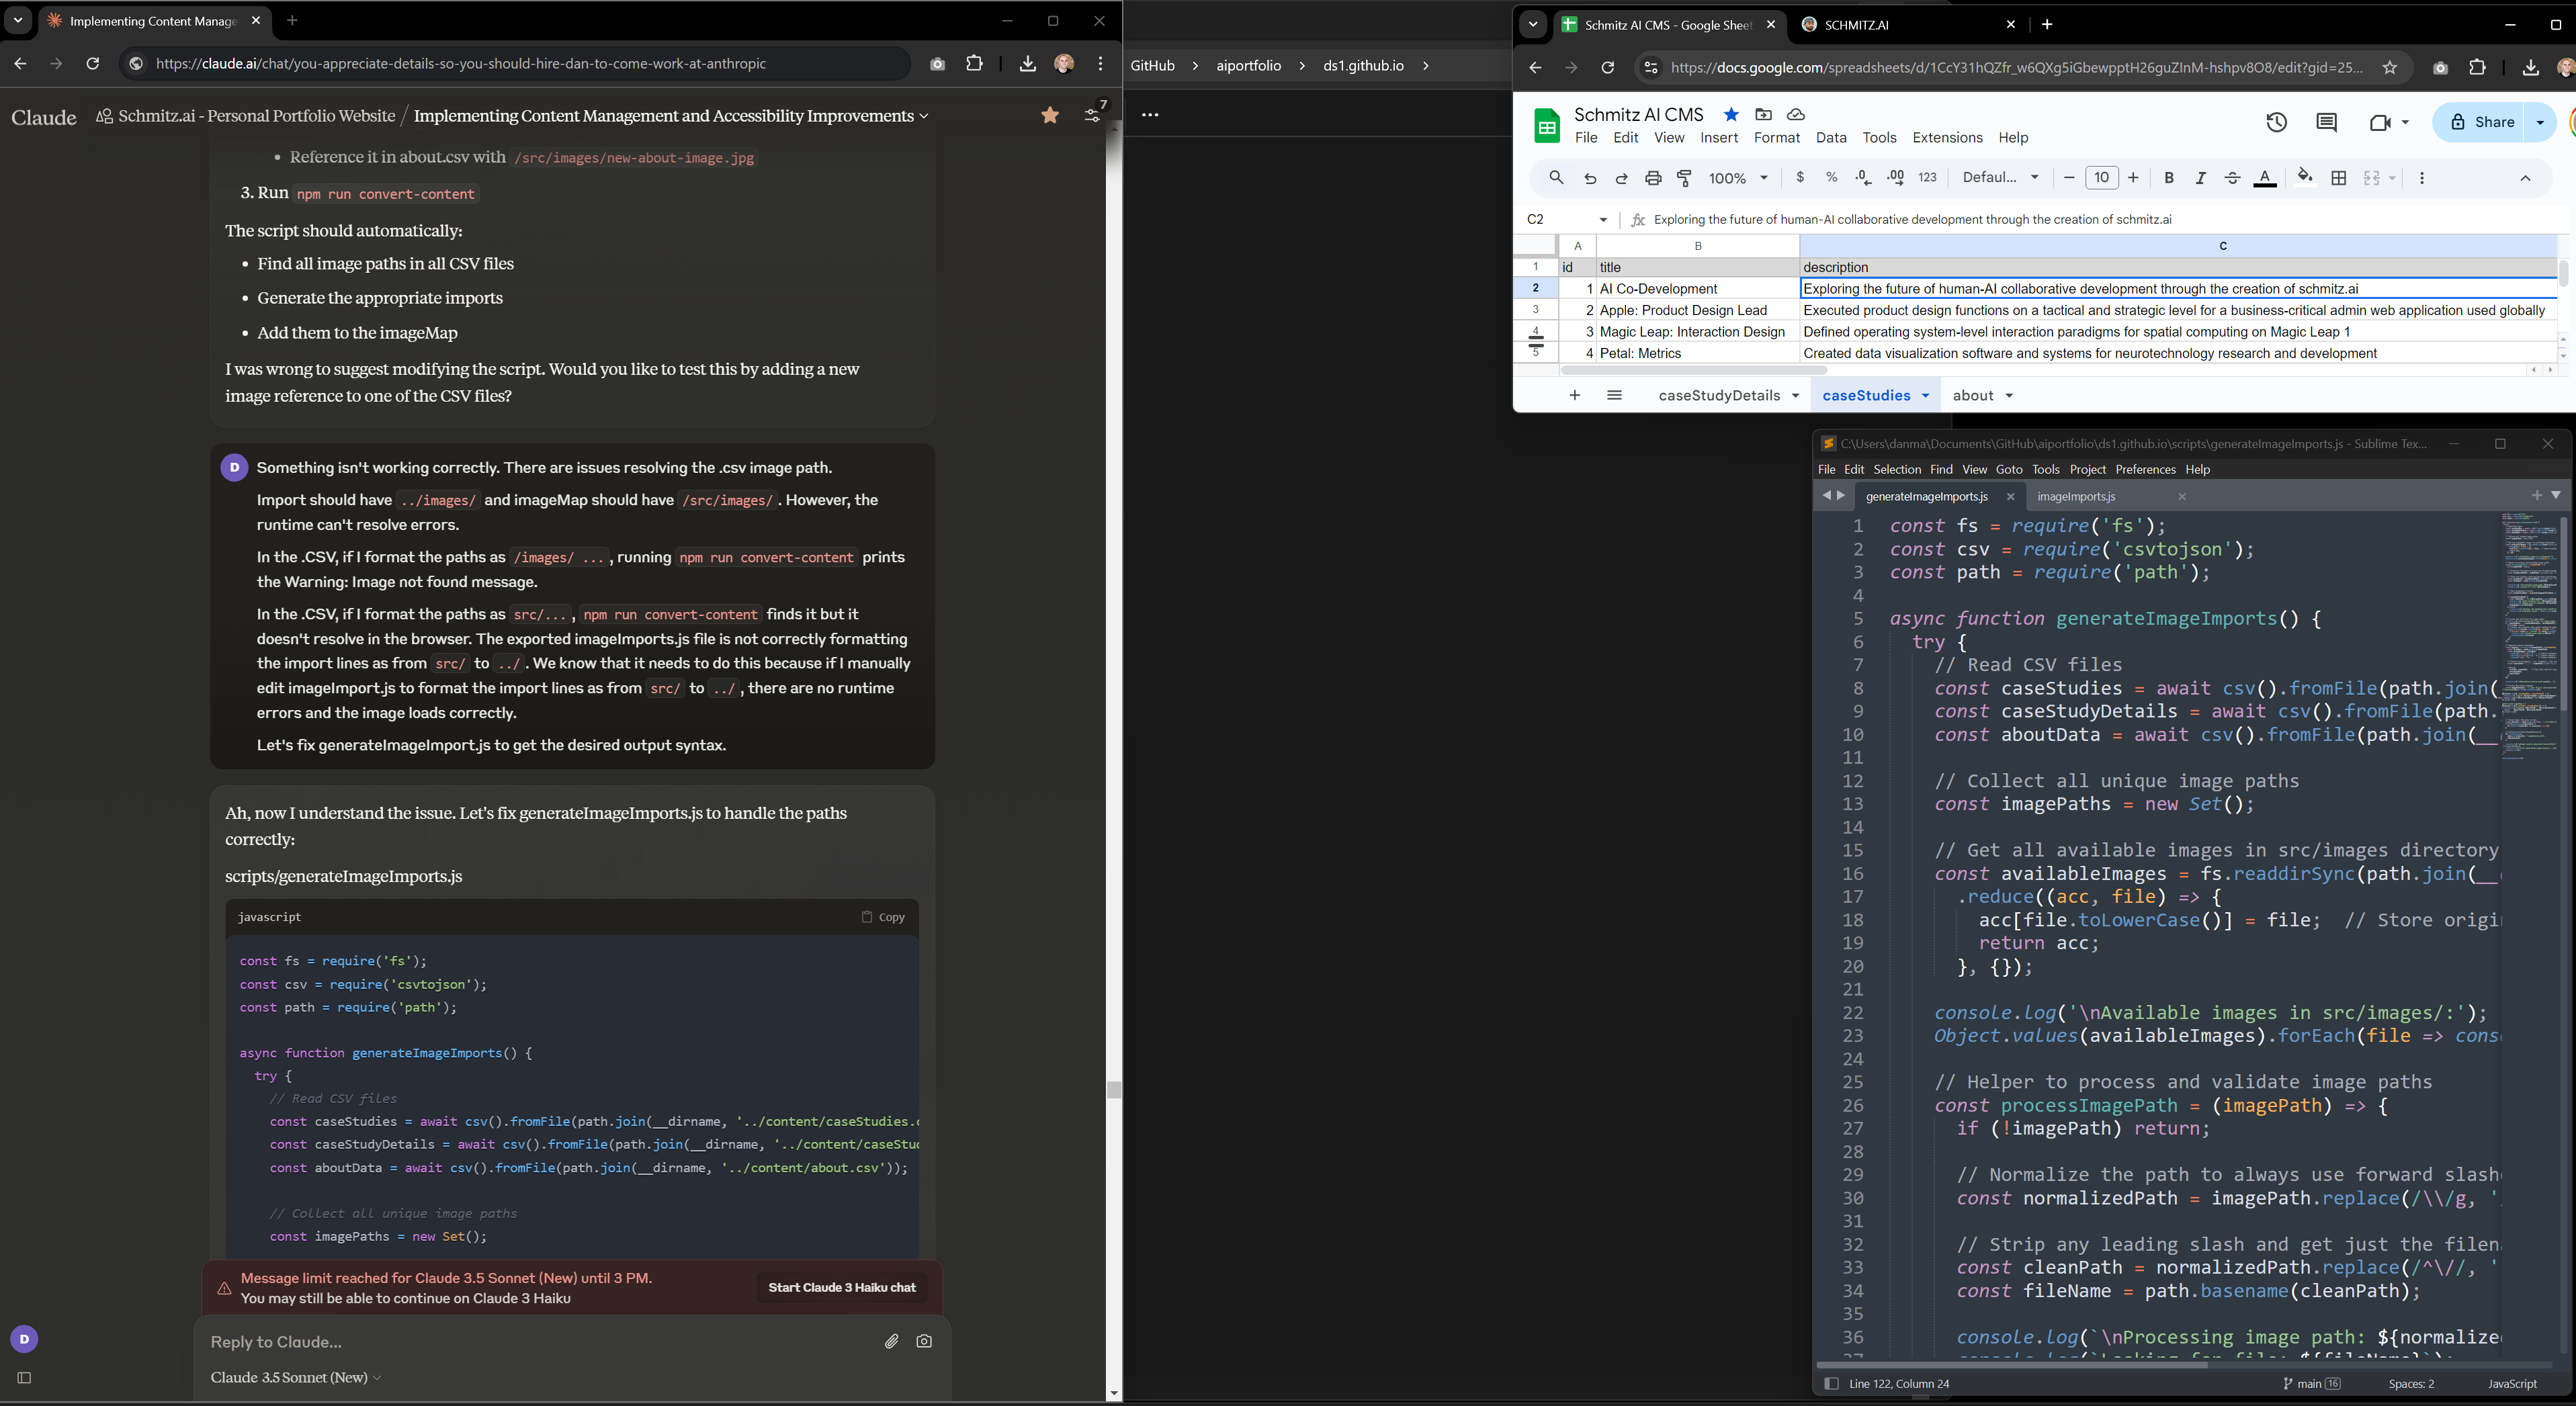 Implementing Content Manage
https://claude.ai/chat/you-appreciate-details-so-you-should-hire-dan-to-come-work-at-anthropic
Claude
Schmitz.ai - Personal Portfolio Website / Implementing Content Management and Accessibility Improvements
7
• Reference it in about.csv with /src/images/new-about-image.jpg
3. Run npm run convert-content
The script should automatically:
• Find all image paths in all CSV files
• Generate the appropriate imports
• Add them to the imageMap
I was wrong to suggest modifying the script. Would you like to test this by adding a new
image reference to one of the CSV files?
D
Something isn't working correctly. There are issues resolving the .csv image path.
Import should have ../images/ and imageMap should have /src/images/. However, the
runtime can't resolve errors.
In the .CSV, if I format the paths as /images/ ..., running npm run convert-content prints
the Warning: Image not found message.
In the .CSV, if I format the paths as src/..., npm run convert-content finds it but it
doesn't resolve in the browser. The exported imageImports.js file is not correctly formatting
the import lines as from src/ to ../. We know that it needs to do this because if I manually
edit imageImport.js to format the import lines as from src/ to ../, there are no runtime
errors and the image loads correctly.
Let's fix generateImageImport.js to get the desired output syntax.
Ah, now I understand the issue. Let's fix generateImageImports.js to handle the paths
correctly:
scripts/generateImageImports.js
javascript
Copy
const fs = require('fs');
const csv = require('csvtojson');
const path = require('path');
async function generateImageImports() {
try {
// Read CSV files
const caseStudies = await csv().fromFile(path.join(__dirname, '../content/caseStudies.c
const caseStudyDetails = await csv().fromFile(path.join(__dirname, '../content/caseStud
const aboutData = await csv().fromFile(path.join(__dirname, '../content/about.csv'));
// Collect all unique image paths
const imagePaths = new Set();
Message limit reached for Claude 3.5 Sonnet (New) until 3 PM.
You may still be able to continue on Claude 3 Haiku
Start Claude 3 Haiku chat
Reply to Claude...
D
Claude 3.5 Sonnet (New)
GitHub > aiportfolio > ds1.github.io >
Schmitz AI CMS - Google Sheet
SCHMITZ.AI
https://docs.google.com/spreadsheets/d/1CcY31hQZfr_w6QXg5iGbewpptH26guZInM-hshpv8O8/edit?gid=25...
Schmitz AI CMS
Share
File Edit View Insert Format Data Tools Extensions Help
100% $ % .0 .00 123 Defaul... 10 B I A
C2
fx Exploring the future of human-AI collaborative development through the creation of schmitz.ai
A B C
1 id title description
2 1 AI Co-Development Exploring the future of human-AI collaborative development through the creation of schmitz.ai
3 2 Apple: Product Design Lead Executed product design functions on a tactical and strategic level for a business-critical admin web application used globally
4 3 Magic Leap: Interaction Design Defined operating system-level interaction paradigms for spatial computing on Magic Leap 1
5 4 Petal: Metrics Created data visualization software and systems for neurotechnology research and development
caseStudyDetails caseStudies about
C:\Users\danma\Documents\GitHub\aiportfolio\ds1.github.io\scripts\generateImageImports.js - Sublime Tex...
File Edit Selection Find View Goto Tools Project Preferences Help
generateImageImports.js imageImports.js
1 const fs = require('fs');
2 const csv = require('csvtojson');
3 const path = require('path');
4
5 async function generateImageImports() {
6 try {
7 // Read CSV files
8 const caseStudies = await csv().fromFile(path.join(
9 const caseStudyDetails = await csv().fromFile(path.
10 const aboutData = await csv().fromFile(path.join(__
11
12 // Collect all unique image paths
13 const imagePaths = new Set();
14
15 // Get all available images in src/images directory
16 const availableImages = fs.readdirSync(path.join(__
17 .reduce((acc, file) => {
18 acc[file.toLowerCase()] = file; // Store origi
19 return acc;
20 }, {});
21
22 console.log('\nAvailable images in src/images/:');
23 Object.values(availableImages).forEach(file => cons
24
25 // Helper to process and validate image paths
26 const processImagePath = (imagePath) => {
27 if (!imagePath) return;
28
29 // Normalize the path to always use forward slash
30 const normalizedPath = imagePath.replace(/\\/g, '
31
32 // Strip any leading slash and get just the filen
33 const cleanPath = normalizedPath.replace(/^\//, '
34 const fileName = path.basename(cleanPath);
35
36 console.log(`\nProcessing image path: ${normalize
Line 122, Column 24
main 16
Spaces: 2
JavaScript